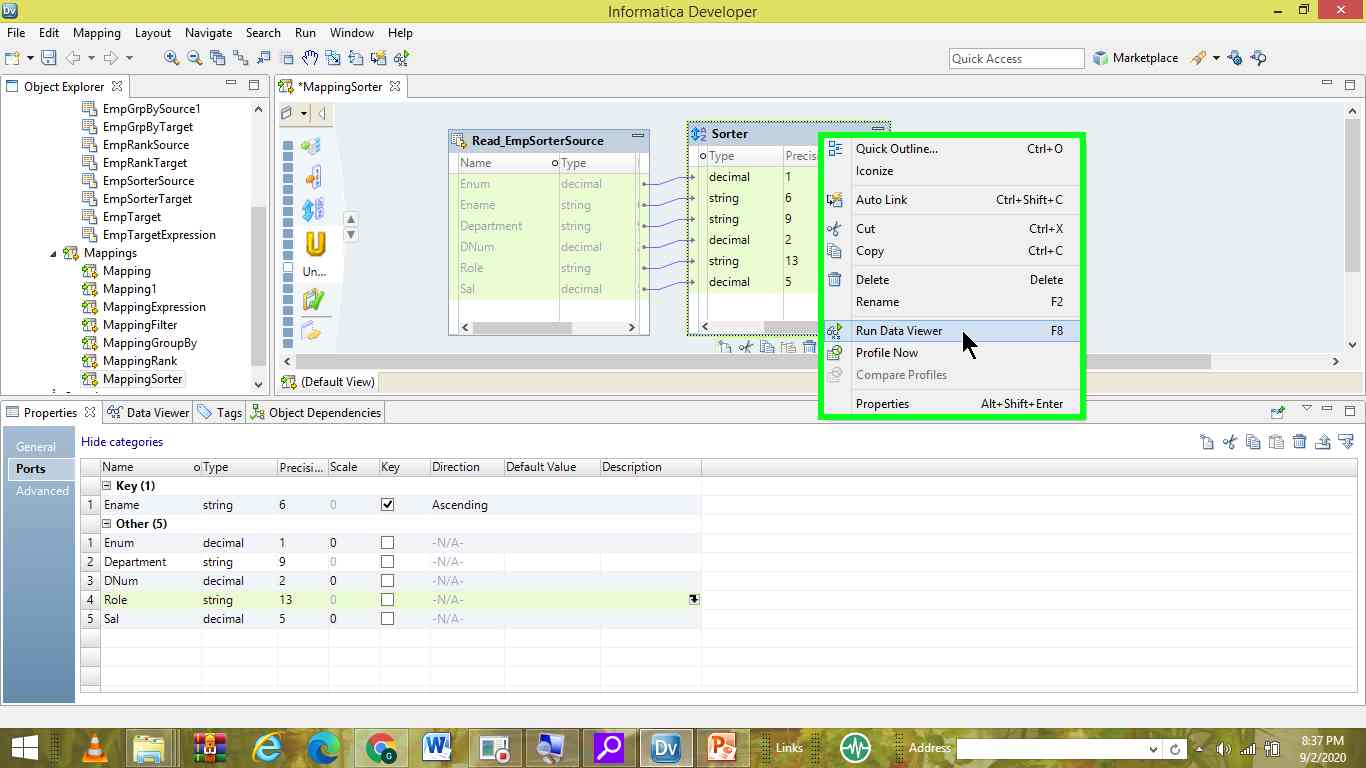 Dv
Informatica Developer
File Edit Mapping Layout Navigate Search Run Window Help
Quick Access
Marketplace
Object Explorer
*MappingSorter
EmpGrpBySource1
EmpGrpByTarget
EmpRankSource
EmpRankTarget
EmpSorterSource
EmpSorterTarget
EmpTarget
EmpTargetExpression
Mappings
Mapping
Mapping1
MappingExpression
MappingFilter
MappingGroupBy
MappingRank
MappingSorter
Un...
Read_EmpSorterSource
Name Type
Enum decimal
Ename string
Department string
DNum decimal
Role string
Sal decimal
Sorter
Type Precis
decimal 1
string 6
string 9
decimal 2
string 13
decimal 5
Quick Outline... Ctrl+O
Iconize
Auto Link Ctrl+Shift+C
Cut Ctrl+X
Copy Ctrl+C
Delete Delete
Rename F2
Run Data Viewer F8
Profile Now
Compare Profiles
Properties Alt+Shift+Enter
(Default View)
Properties Data Viewer Tags Object Dependencies
General
Ports
Advanced
Hide categories
Name Type Precisi... Scale Key Direction Default Value Description
Key (1)
1 Ename string 6 0 Ascending
Other (5)
1 Enum decimal 1 0 -N/A-
2 Department string 9 0 -N/A-
3 DNum decimal 2 0 -N/A-
4 Role string 13 0 -N/A-
5 Sal decimal 5 0 -N/A-
Links
Address
8:37 PM
9/2/2020